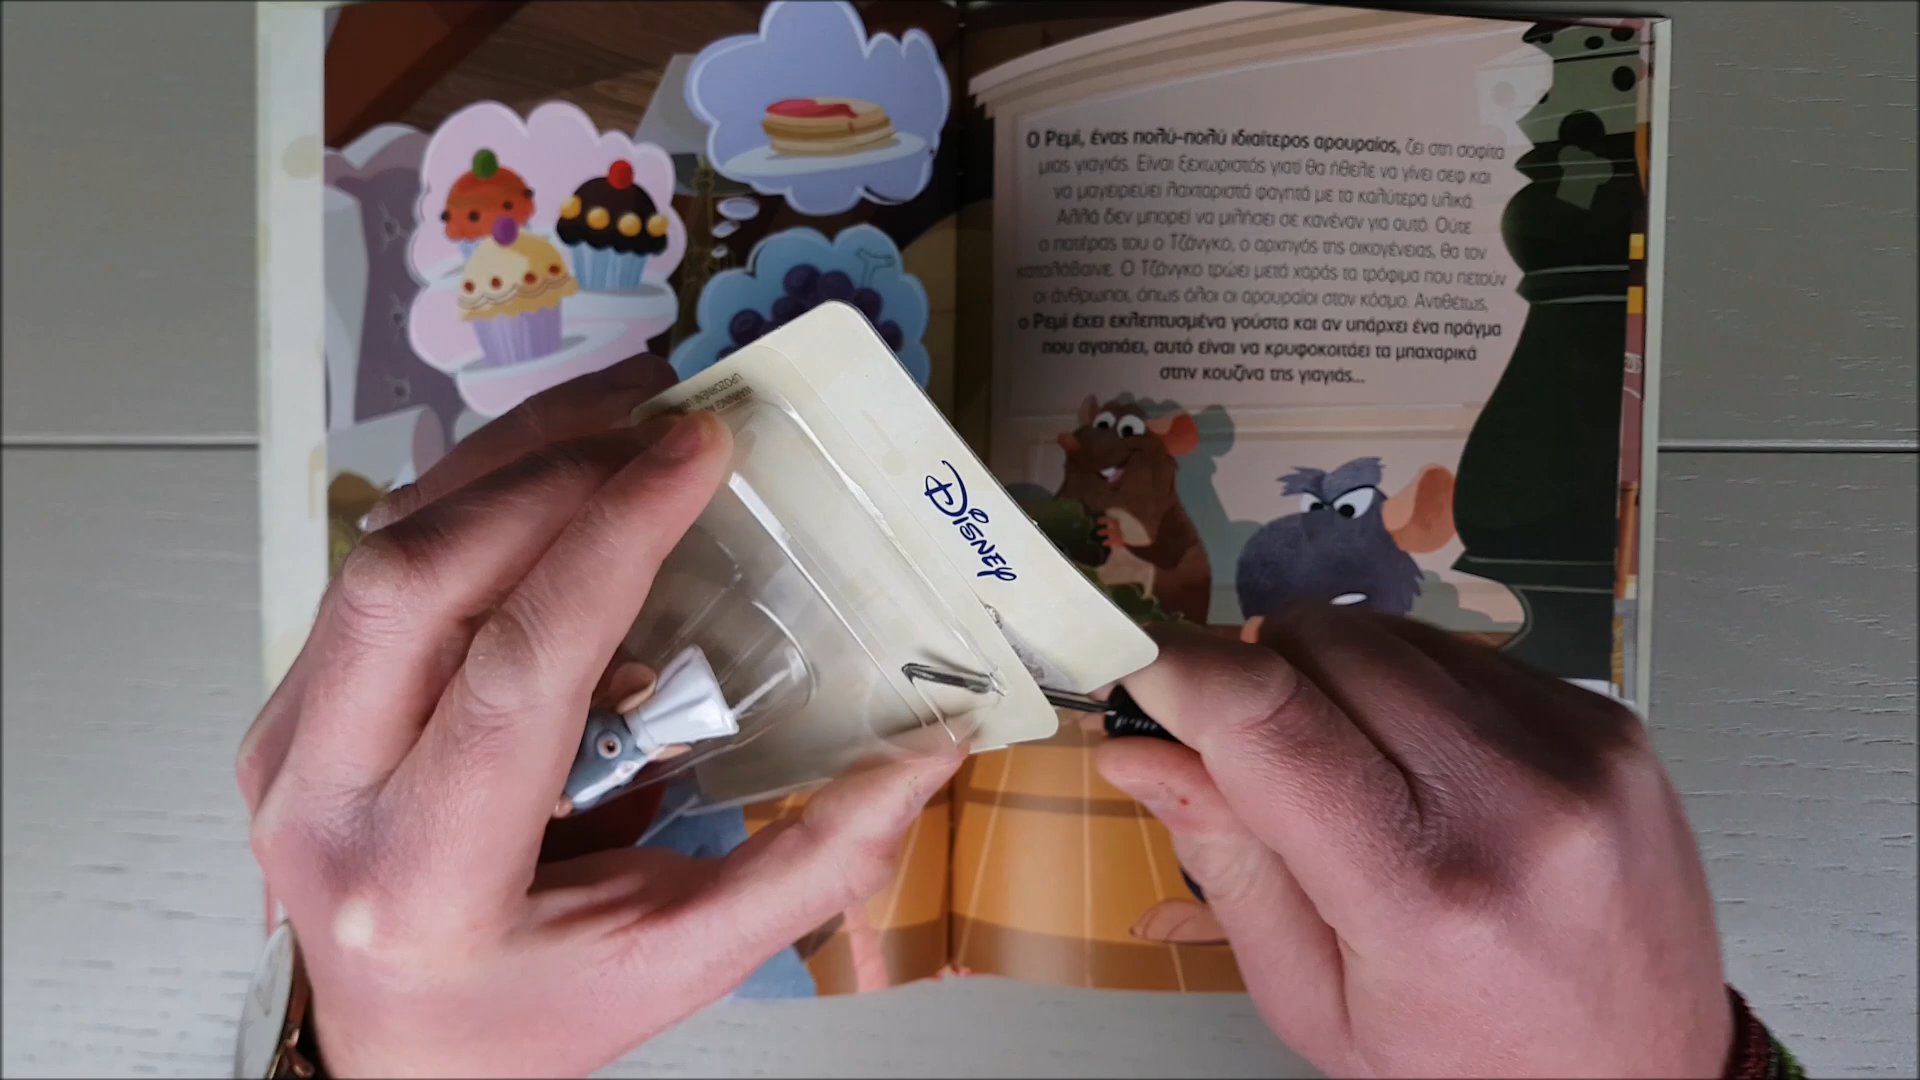 Ο Ρεμί, ένας πολύ-πολύ ιδιαίτερος αρουραίος, ζει στη σοφίτα
μιας γιαγιάς. Είναι ξεχωριστός γιατί θα ήθελε να γίνει σεφ και
να μαγειρεύει λαχταριστά φαγητά με τα καλύτερα υλικά.
Αλλά δεν μπορεί να μιλήσει σε κανέναν για αυτό. Ούτε
ο πατέρας του ο Τζάνγκο, ο αρχηγός της οικογένειας, θα τον
καταλάβαινε. Ο Τζάνγκο τρώει μετά χαράς τα τρόφιμα που πετούν
οι άνθρωποι, όπως όλοι οι αρουραίοι στον κόσμο. Αντιθέτως,
ο Ρεμί έχει εκλεπτυσμένα γούστα και αν υπάρχει ένα πράγμα
που αγαπάει, αυτό είναι να κρυφοκοιτάει τα μπαχαρικά
στην κουζίνα της γιαγιάς...
Disney
WARNING